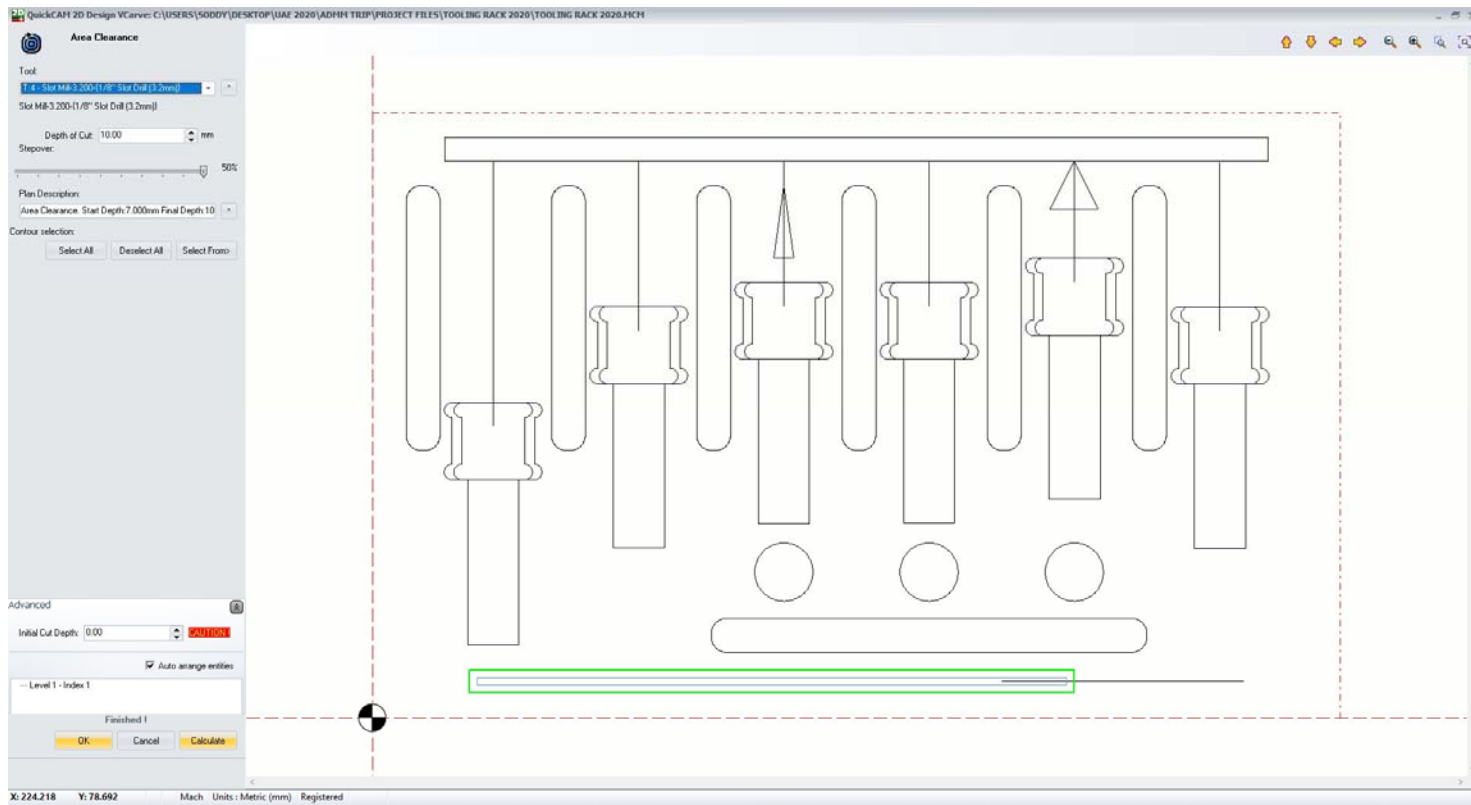 QuickCAM 2D Design VCarve: C:\USERS\SODDY\DESKTOP\UAE 2020\ADMM TRIP\PROJECT FILES\TOOLING RACK 2020\TOOLING RACK 2020.MCM
Area Clearance
Tool:
T:4 - Slot Mill-3.200-(1/8" Slot Drill (3.2mm))
Slot Mill-3.200-(1/8" Slot Drill (3.2mm))
Depth of Cut: 10.00 mm
Stepover:
50%
Plan Description:
Area Clearance. Start Depth:7.000mm Final Depth:10
Contour selection:
Select All Deselect All Select From>
Advanced
Initial Cut Depth: 0.00 CAUTION !
Auto arrange entities
Level 1 - Index 1
Finished !
OK Cancel Calculate
X: 224.218 Y: 78.692 Mach Units : Metric (mm) Registered